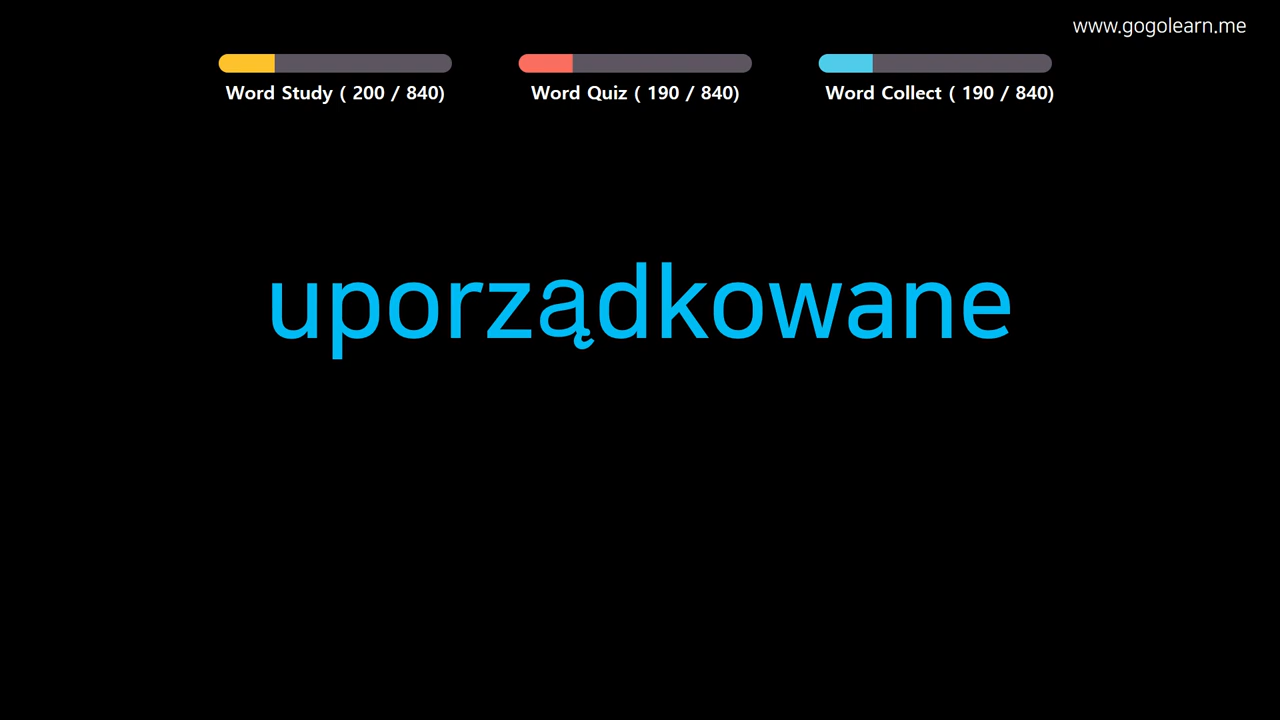 www.gogolearn.me
Word Study ( 200 / 840)
Word Quiz ( 190 / 840)
Word Collect ( 190 / 840)
uporządkowane